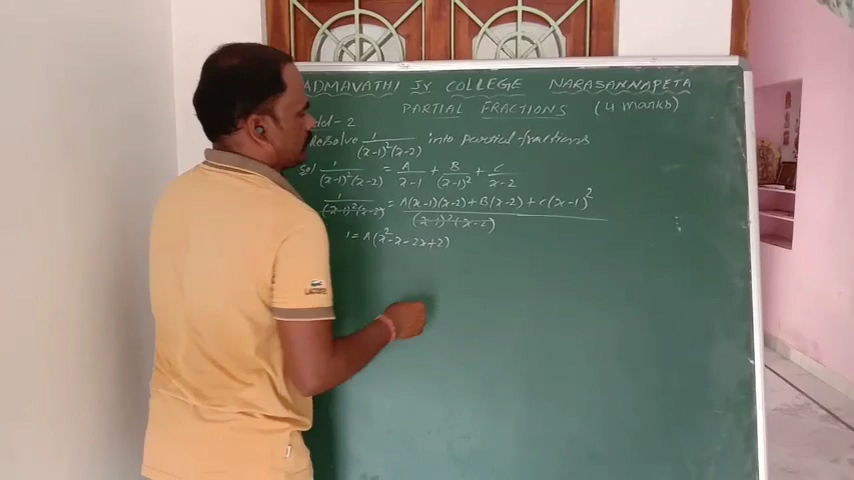 ADMAVATHI JY COLLEGE NARASANNAPETA
PARTIAL FRACTIONS (4 marks)
del-2
Resolve 1/((x-1)²(x-2)) into partial fractions
Sol 1/((x-1)²(x-2)) = A/(x-1) + B/(x-1)² + C/(x-2)
1/((x-1)²(x-2)) = (A(x-1)(x-2)+B(x-2)+C(x-1)²)/((x-1)²(x-2))
1 = A(x²-x-2x+2)
LACOSTE